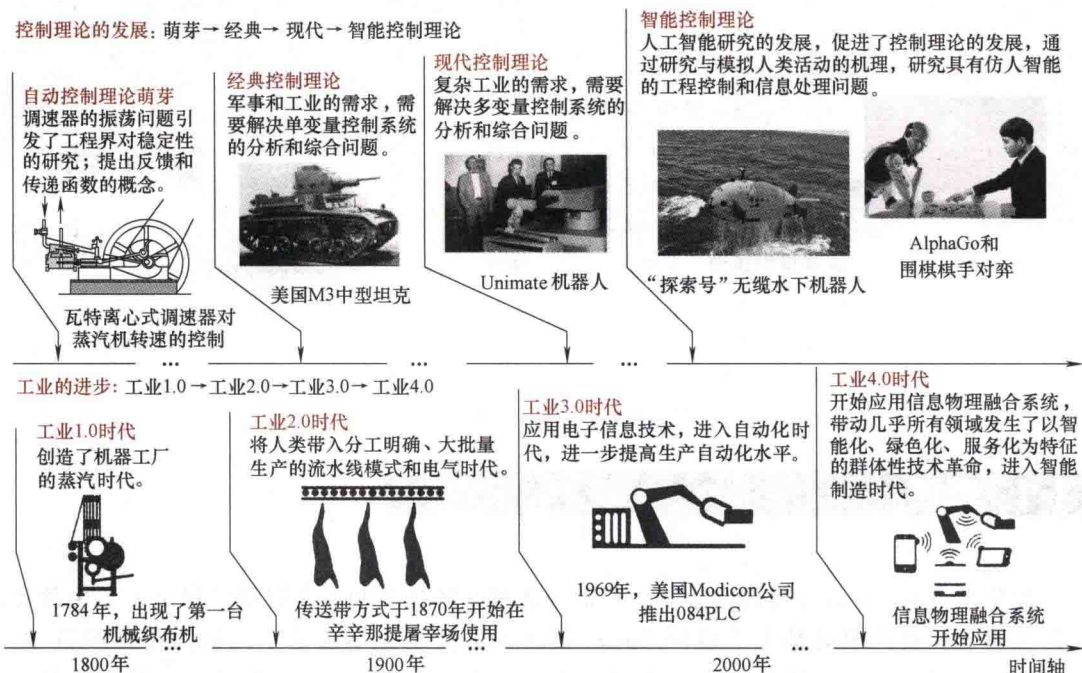 控制理论的发展：萌芽→经典→现代→智能控制理论
自动控制理论萌芽
调速器的振荡问题引
发了工程界对稳定性
的研究；提出反馈和
传递函数的概念。
瓦特离心式调速器对
蒸汽机转速的控制
经典控制理论
军事和工业的需求，需
要解决单变量控制系统
的分析和综合问题。
美国M3中型坦克
现代控制理论
复杂工业的需求，需要
解决多变量控制系统的
分析和综合问题。
Unimate 机器人
智能控制理论
人工智能研究的发展，促进了控制理论的发展，通
过研究与模拟人类活动的机理，研究具有仿人智能
的工程控制和信息处理问题。
“探索号”无缆水下机器人
AlphaGo和
围棋棋手对弈
... ... ...
工业的进步：工业1.0→工业2.0→工业3.0→工业4.0
工业1.0时代
创造了机器工厂
的蒸汽时代。
1784年，出现了第一台
机械织布机
工业2.0时代
将人类带入分工明确、大批量
生产的流水线模式和电气时代。
传送带方式于1870年开始在
辛辛那提屠宰场使用
工业3.0时代
应用电子信息技术，进入自动化时
代，进一步提高生产自动化水平。
1969年，美国Modicon公司
推出084PLC
工业4.0时代
开始应用信息物理融合系统，
带动几乎所有领域发生了以智
能化、绿色化、服务化为特征
的群体性技术革命，进入智能
制造时代。
信息物理融合系统
开始应用
... ... ...
1800年 1900年 2000年 时间轴